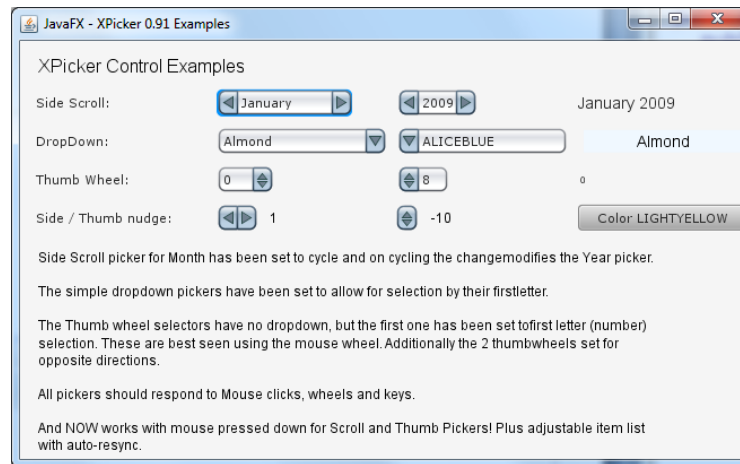 JavaFX - XPicker 0.91 Examples
XPicker Control Examples
Side Scroll: January 2009 January 2009
DropDown: Almond ALICEBLUE Almond
Thumb Wheel: 0 8 0
Side / Thumb nudge: 1 -10 Color LIGHTYELLOW
Side Scroll picker for Month has been set to cycle and on cycling the changemodifies the Year picker.
The simple dropdown pickers have been set to allow for selection by their firstletter.
The Thumb wheel selectors have no dropdown, but the first one has been set tofirst letter (number)
selection. These are best seen using the mouse wheel. Additionally the 2 thumbwheels set for
opposite directions.
All pickers should respond to Mouse clicks, wheels and keys.
And NOW works with mouse pressed down for Scroll and Thumb Pickers! Plus adjustable item list
with auto-resync.